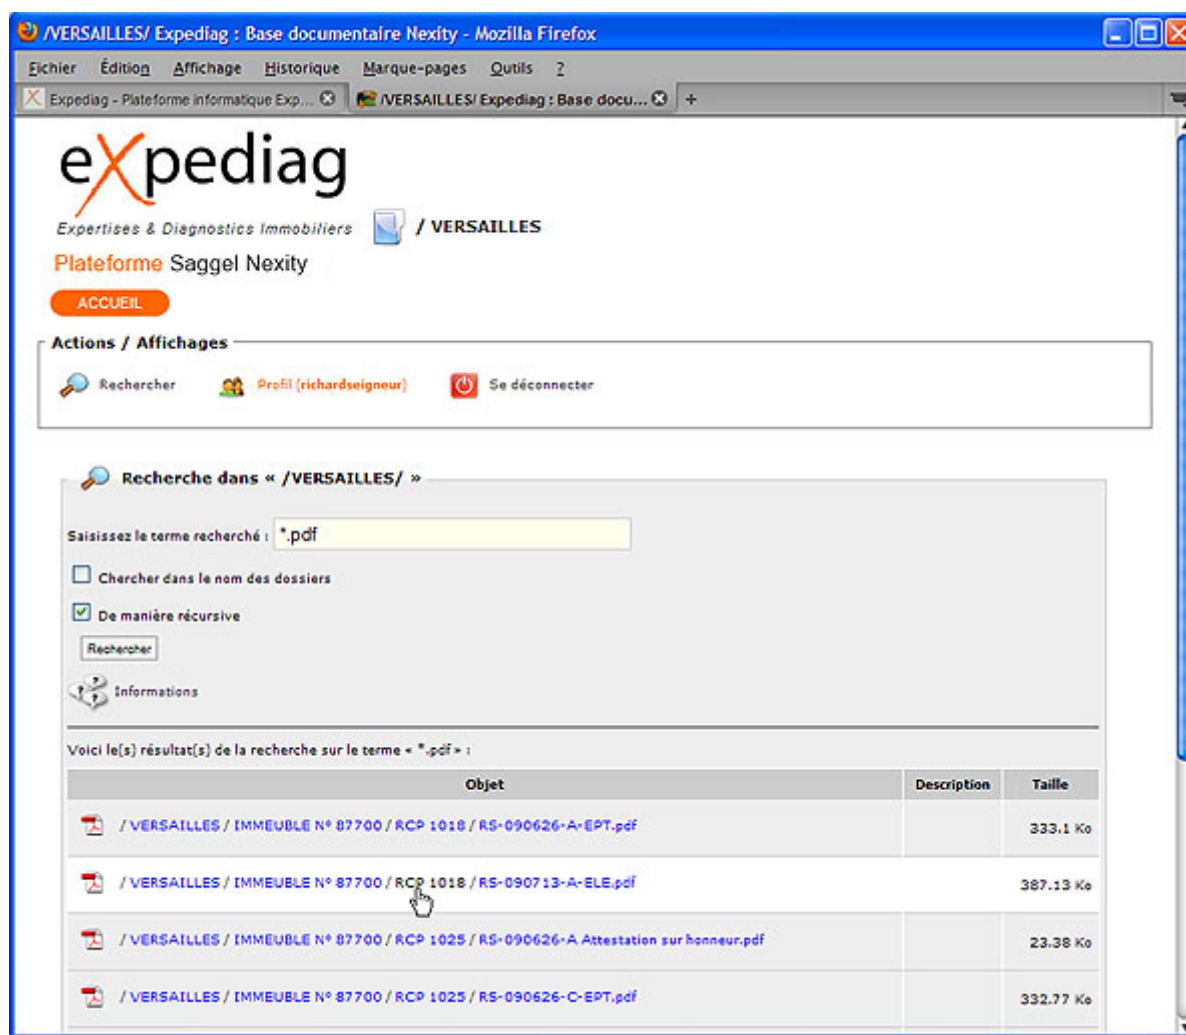 /VERSAILLES/ Expediag : Base documentaire Nexity - Mozilla Firefox
Fichier Édition Affichage Historique Marque-pages Outils ?
Expediag - Plateforme informatique Exp... /VERSAILLES/ Expediag : Base docu... +
eXpediag
Expertises & Diagnostics Immobiliers / VERSAILLES
Plateforme Saggel Nexity
ACCUEIL
Actions / Affichages
Rechercher Profil (richardseigneur) Se déconnecter
Recherche dans « /VERSAILLES/ »
Saisissez le terme recherché : *.pdf
Chercher dans le nom des dossiers
De manière récursive
Rechercher
Informations
Voici le(s) résultat(s) de la recherche sur le terme « *.pdf » :
Objet Description Taille
/ VERSAILLES / IMMEUBLE N° 87700 / RCP 1018 / RS-090626-A-EPT.pdf 333.1 Ko
/ VERSAILLES / IMMEUBLE N° 87700 / RCP 1018 / RS-090713-A-ELE.pdf 387.13 Ko
/ VERSAILLES / IMMEUBLE N° 87700 / RCP 1025 / RS-090626-A Attestation sur honneur.pdf 23.38 Ko
/ VERSAILLES / IMMEUBLE N° 87700 / RCP 1025 / RS-090626-C-EPT.pdf 332.77 Ko